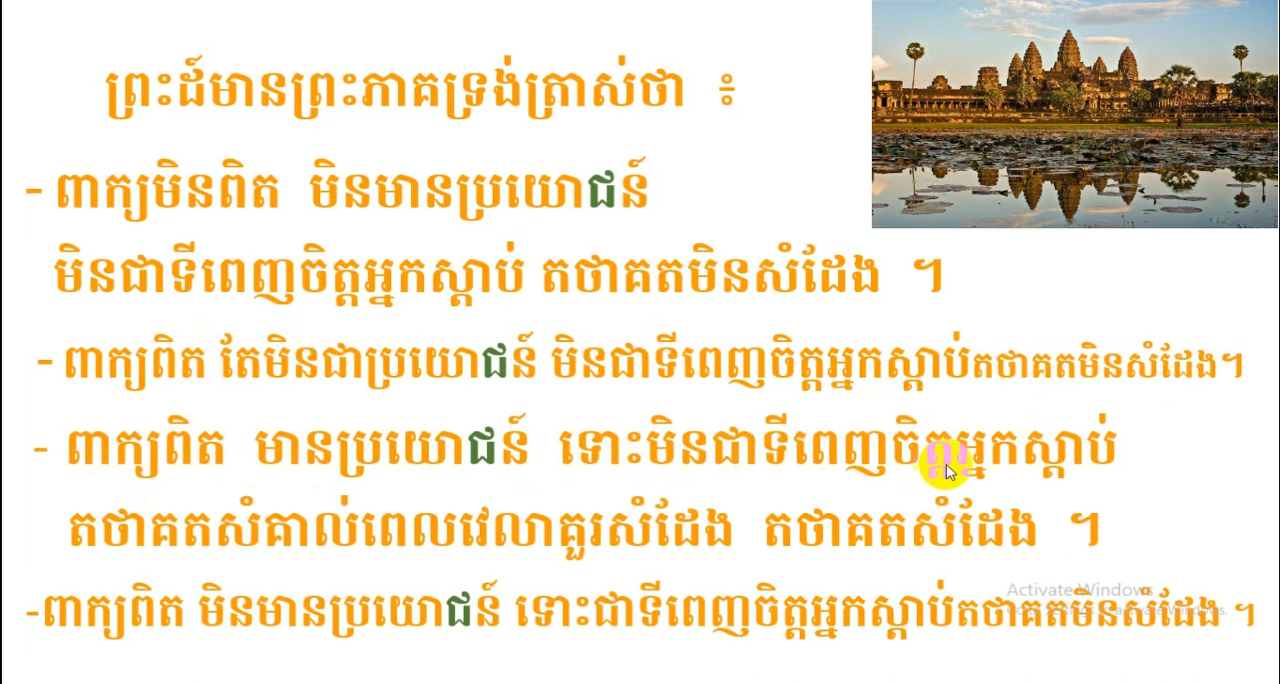 ព្រះដ៏មានព្រះភាគទ្រង់ត្រាស់ថា ៖
- ពាក្យមិនពិត មិនមានប្រយោជន៍
មិនជាទីពេញចិត្តអ្នកស្តាប់ តថាគតមិនសំដែង ។
- ពាក្យពិត តែមិនជាប្រយោជន៍ មិនជាទីពេញចិត្តអ្នកស្តាប់តថាគតមិនសំដែង។
- ពាក្យពិត មានប្រយោជន៍ ទោះមិនជាទីពេញចិត្តអ្នកស្តាប់
តថាគតសំគាល់ពេលវេលាគួរសំដែង តថាគតសំដែង ។
Activate Windows
-ពាក្យពិត មិនមានប្រយោជន៍ ទោះជាទីពេញចិត្តអ្នកស្តាប់តថាគតមិនសំដែង ។